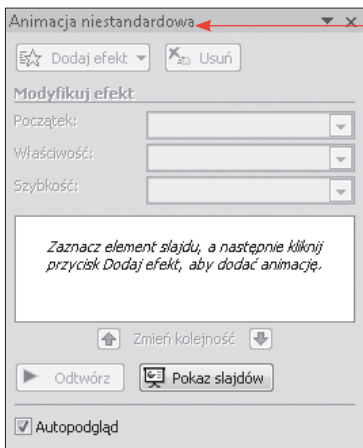 Animacja niestandardowa
Dodaj efekt Usuń
Modyfikuj efekt
Początek:
Właściwość:
Szybkość:
Zaznacz element slajdu, a następnie kliknij
przycisk Dodaj efekt, aby dodać animację.
Zmień kolejność
Odtwórz Pokaz slajdów
Autopodgląd